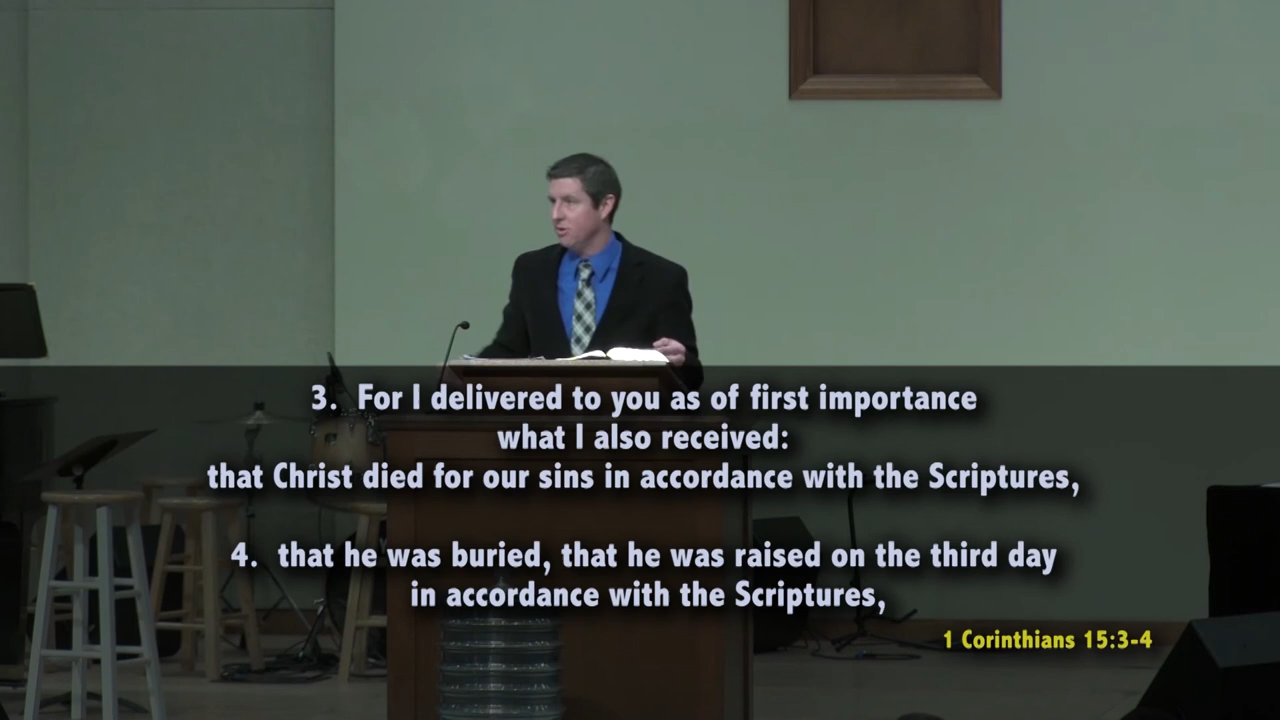 3. For I delivered to you as of first importance
what I also received:
that Christ died for our sins in accordance with the Scriptures,
4. that he was buried, that he was raised on the third day
in accordance with the Scriptures,
1 Corinthians 15:3-4